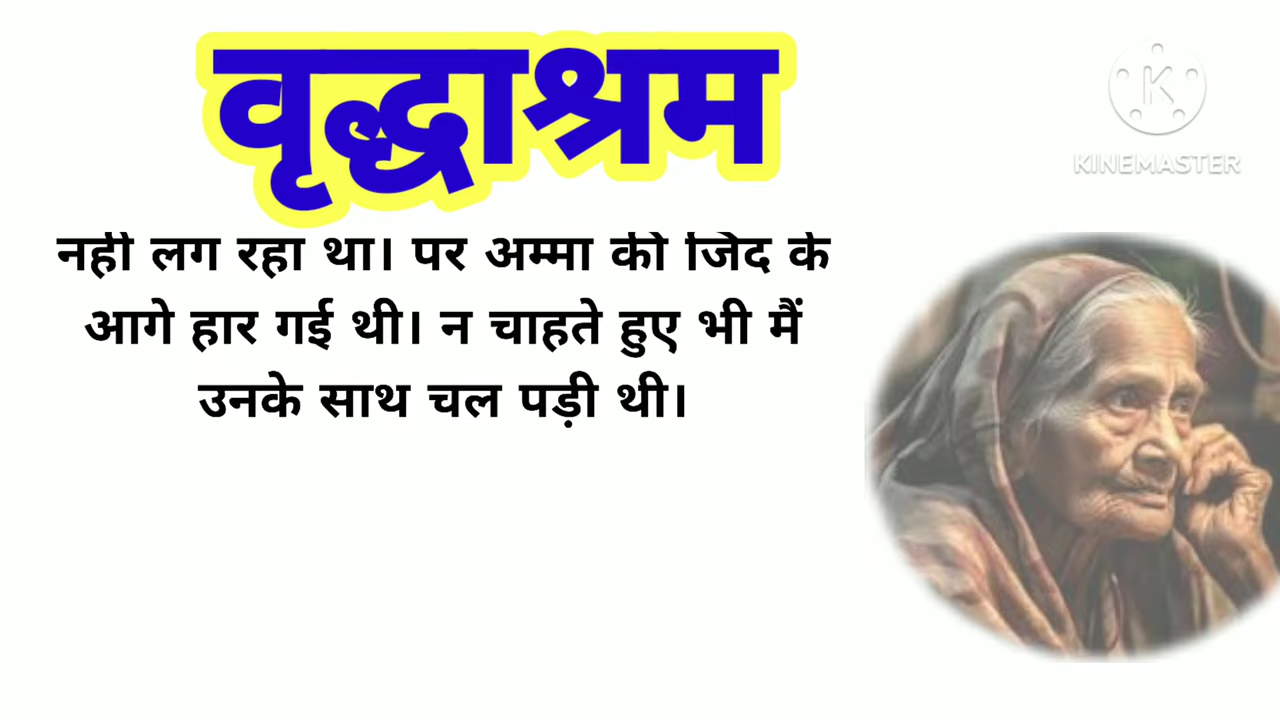 वृद्धाश्रम
KINEMASTER
नहीं लग रहा था। पर अम्मा की जिद के
आगे हार गई थी। न चाहते हुए भी मैं
उनके साथ चल पड़ी थी।